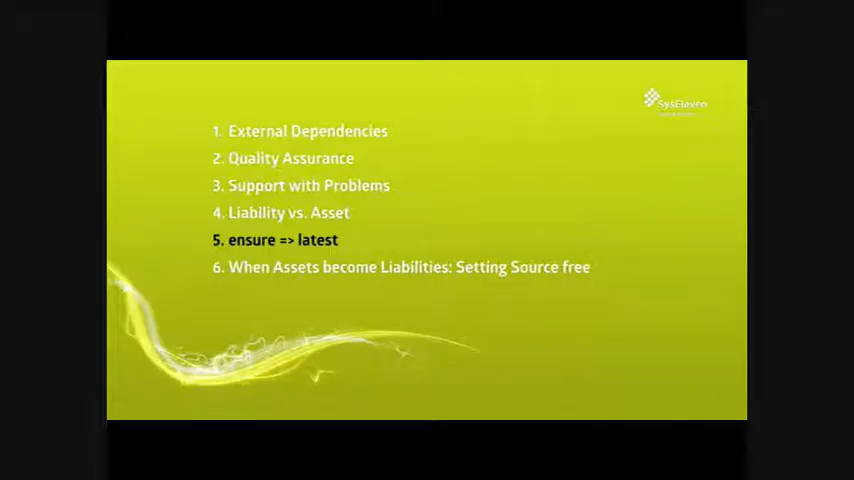 SysEleven
1. External Dependencies
2. Quality Assurance
3. Support with Problems
4. Liability vs. Asset
5. ensure => latest
6. When Assets become Liabilities: Setting Source free